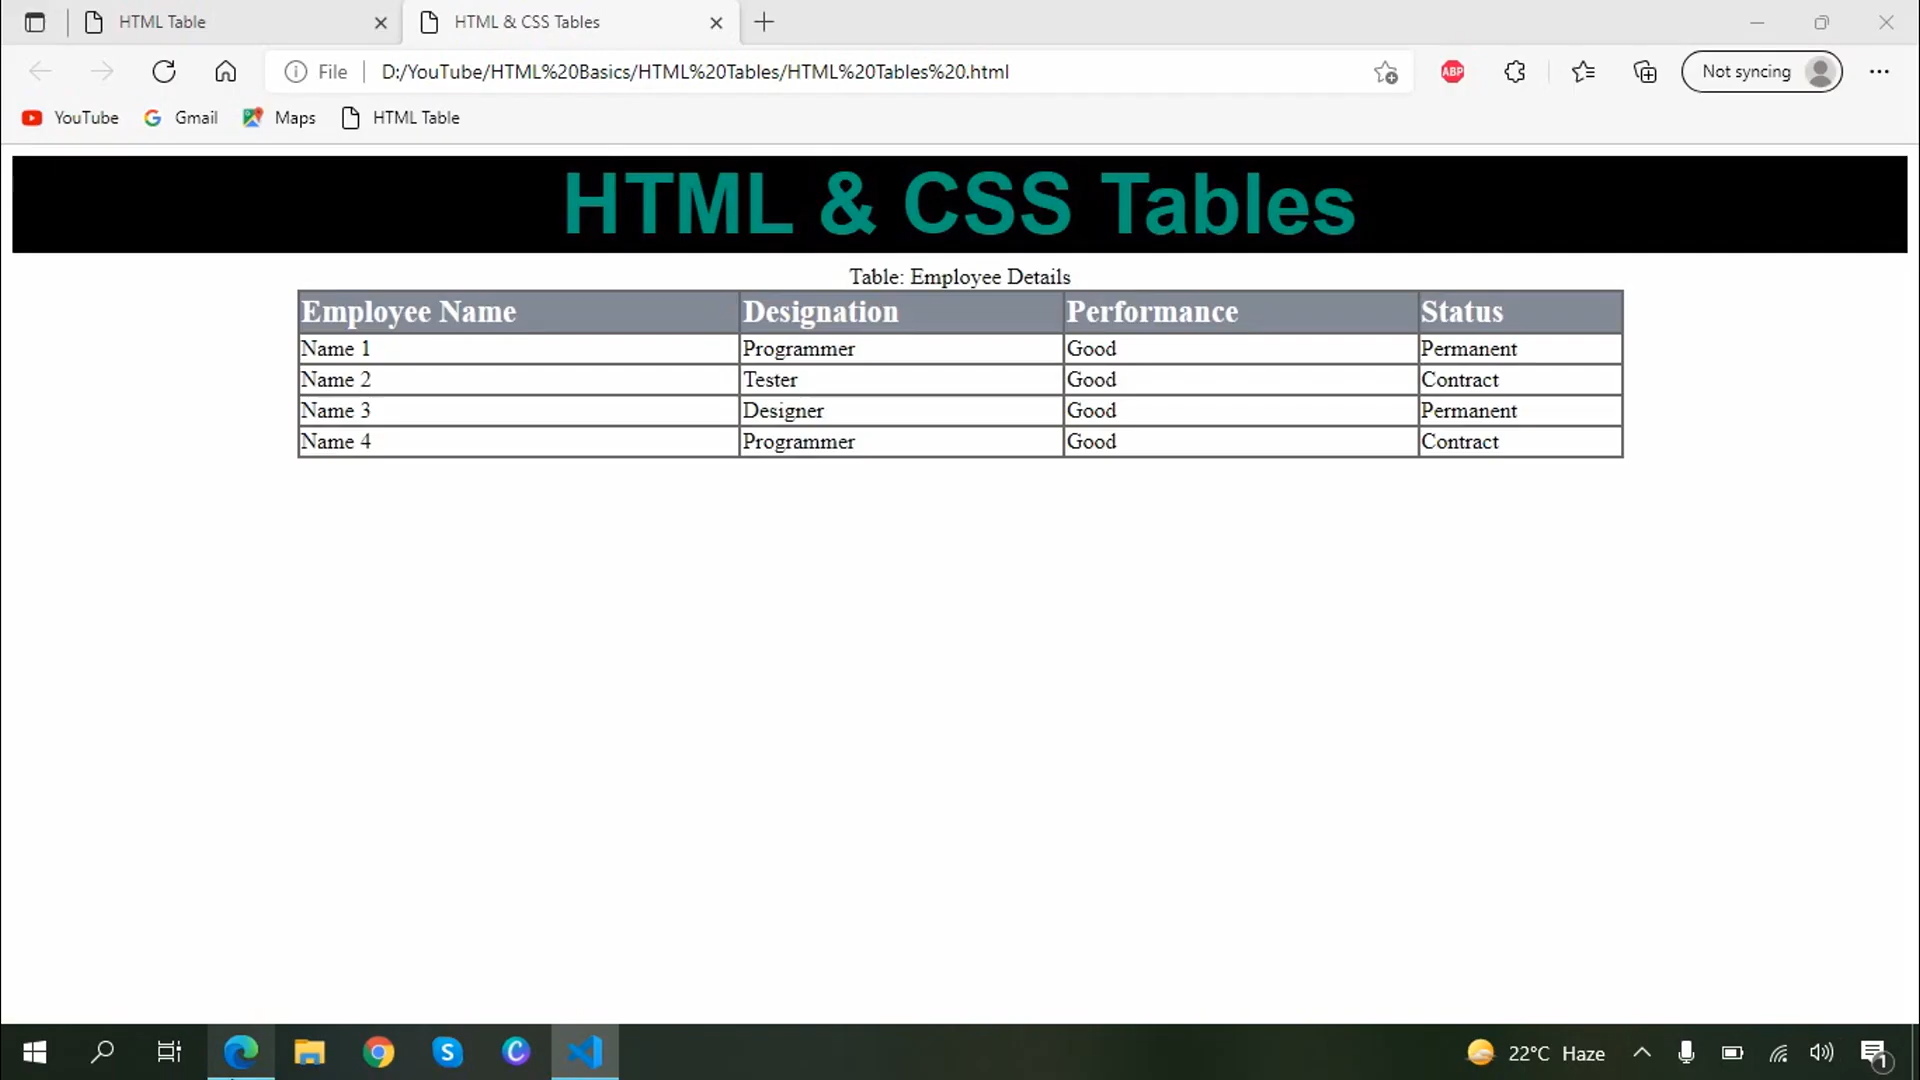 HTML Table
HTML & CSS Tables
File
D:/YouTube/HTML%20Basics/HTML%20Tables/HTML%20Tables%20.html
ABP
Not syncing
YouTube
Gmail
Maps
HTML Table
HTML & CSS Tables
Table: Employee Details
Employee Name Designation Performance Status
Name 1 Programmer Good Permanent
Name 2 Tester Good Contract
Name 3 Designer Good Permanent
Name 4 Programmer Good Contract
22°C Haze
1